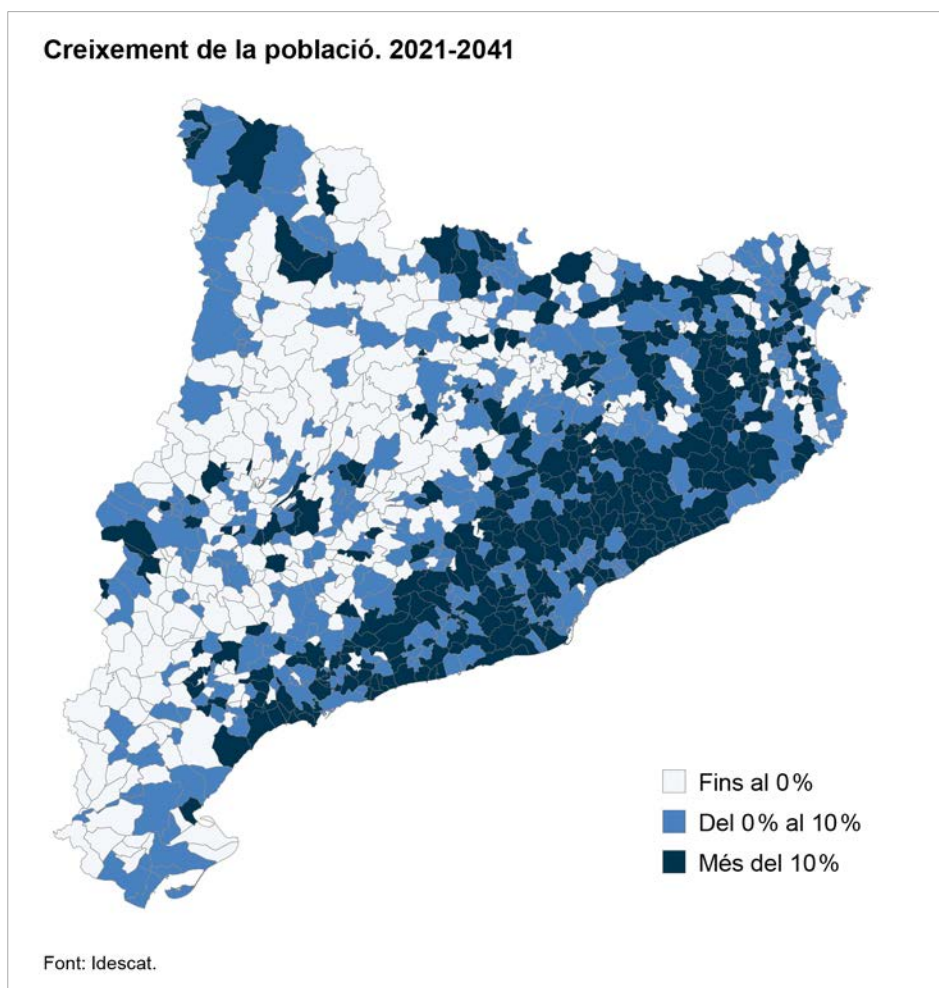 Creixement de la població. 2021-2041
Fins al 0%
Del 0% al 10%
Més del 10%
Font: Idescat.